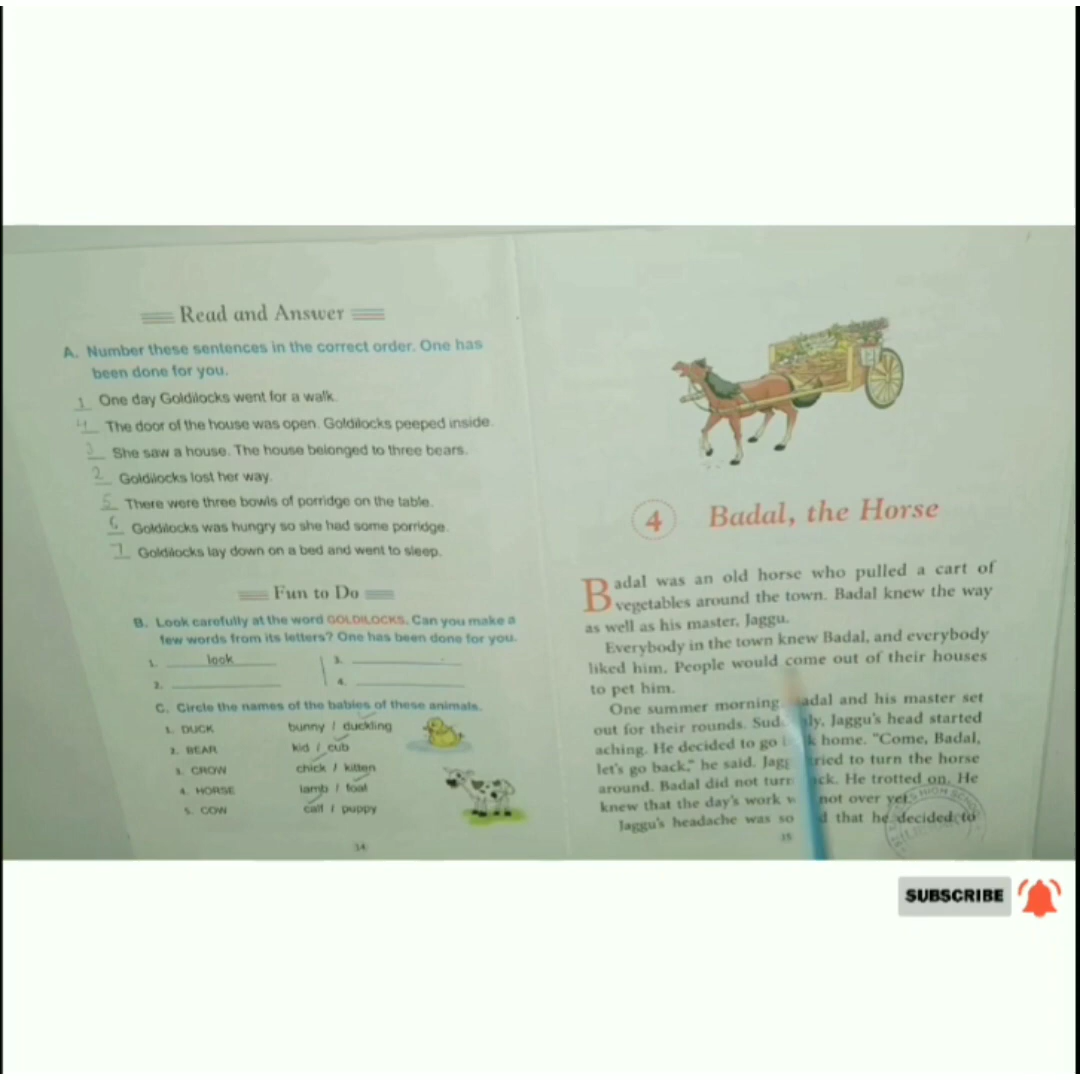 Read and Answer
A. Number these sentences in the correct order. One has
been done for you.
1 One day Goldilocks went for a walk.
4 The door of the house was open. Goldilocks peeped inside.
3 She saw a house. The house belonged to three bears.
2 Goldilocks lost her way.
5 There were three bowls of porridge on the table.
6 Goldilocks was hungry so she had some porridge.
7 Goldilocks lay down on a bed and went to sleep.
Fun to Do
B. Look carefully at the word GOLDILOCKS. Can you make a
few words from its letters? One has been done for you.
1. look 3.
2. 4.
C. Circle the names of the babies of these animals.
1. DUCK bunny / duckling
2. BEAR kid / cub
3. CROW chick / kitten
4. HORSE lamb / foal
5. COW calf / puppy
14
4 Badal, the Horse
Badal was an old horse who pulled a cart of
vegetables around the town. Badal knew the way
as well as his master, Jaggu.
Everybody in the town knew Badal, and everybody
liked him. People would come out of their houses
to pet him.
One summer morning, adal and his master set
out for their rounds. Sud ly, Jaggu's head started
aching. He decided to go k home. "Come, Badal,
let's go back," he said. Jagg ried to turn the horse
around. Badal did not turn ck. He trotted on. He
knew that the day's work w not over yet.
Jaggu's headache was so d that he decided to
15
HIGH SCHOOL
SUBSCRIBE